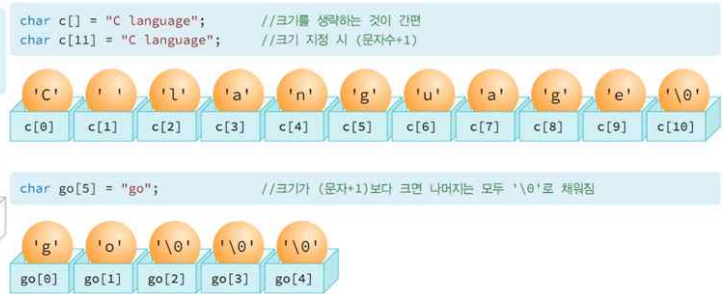 char c[] = "C language"; //크기를 생략하는 것이 간편
char c[11] = "C language"; //크기 지정 시 (문자수+1)
'C' ' ' 'l' 'a' 'n' 'g' 'u' 'a' 'g' 'e' '\0'
c[0] c[1] c[2] c[3] c[4] c[5] c[6] c[7] c[8] c[9] c[10]
char go[5] = "go"; //크기가 (문자+1)보다 크면 나머지는 모두 '\0'로 채워짐
'g' 'o' '\0' '\0' '\0'
go[0] go[1] go[2] go[3] go[4]